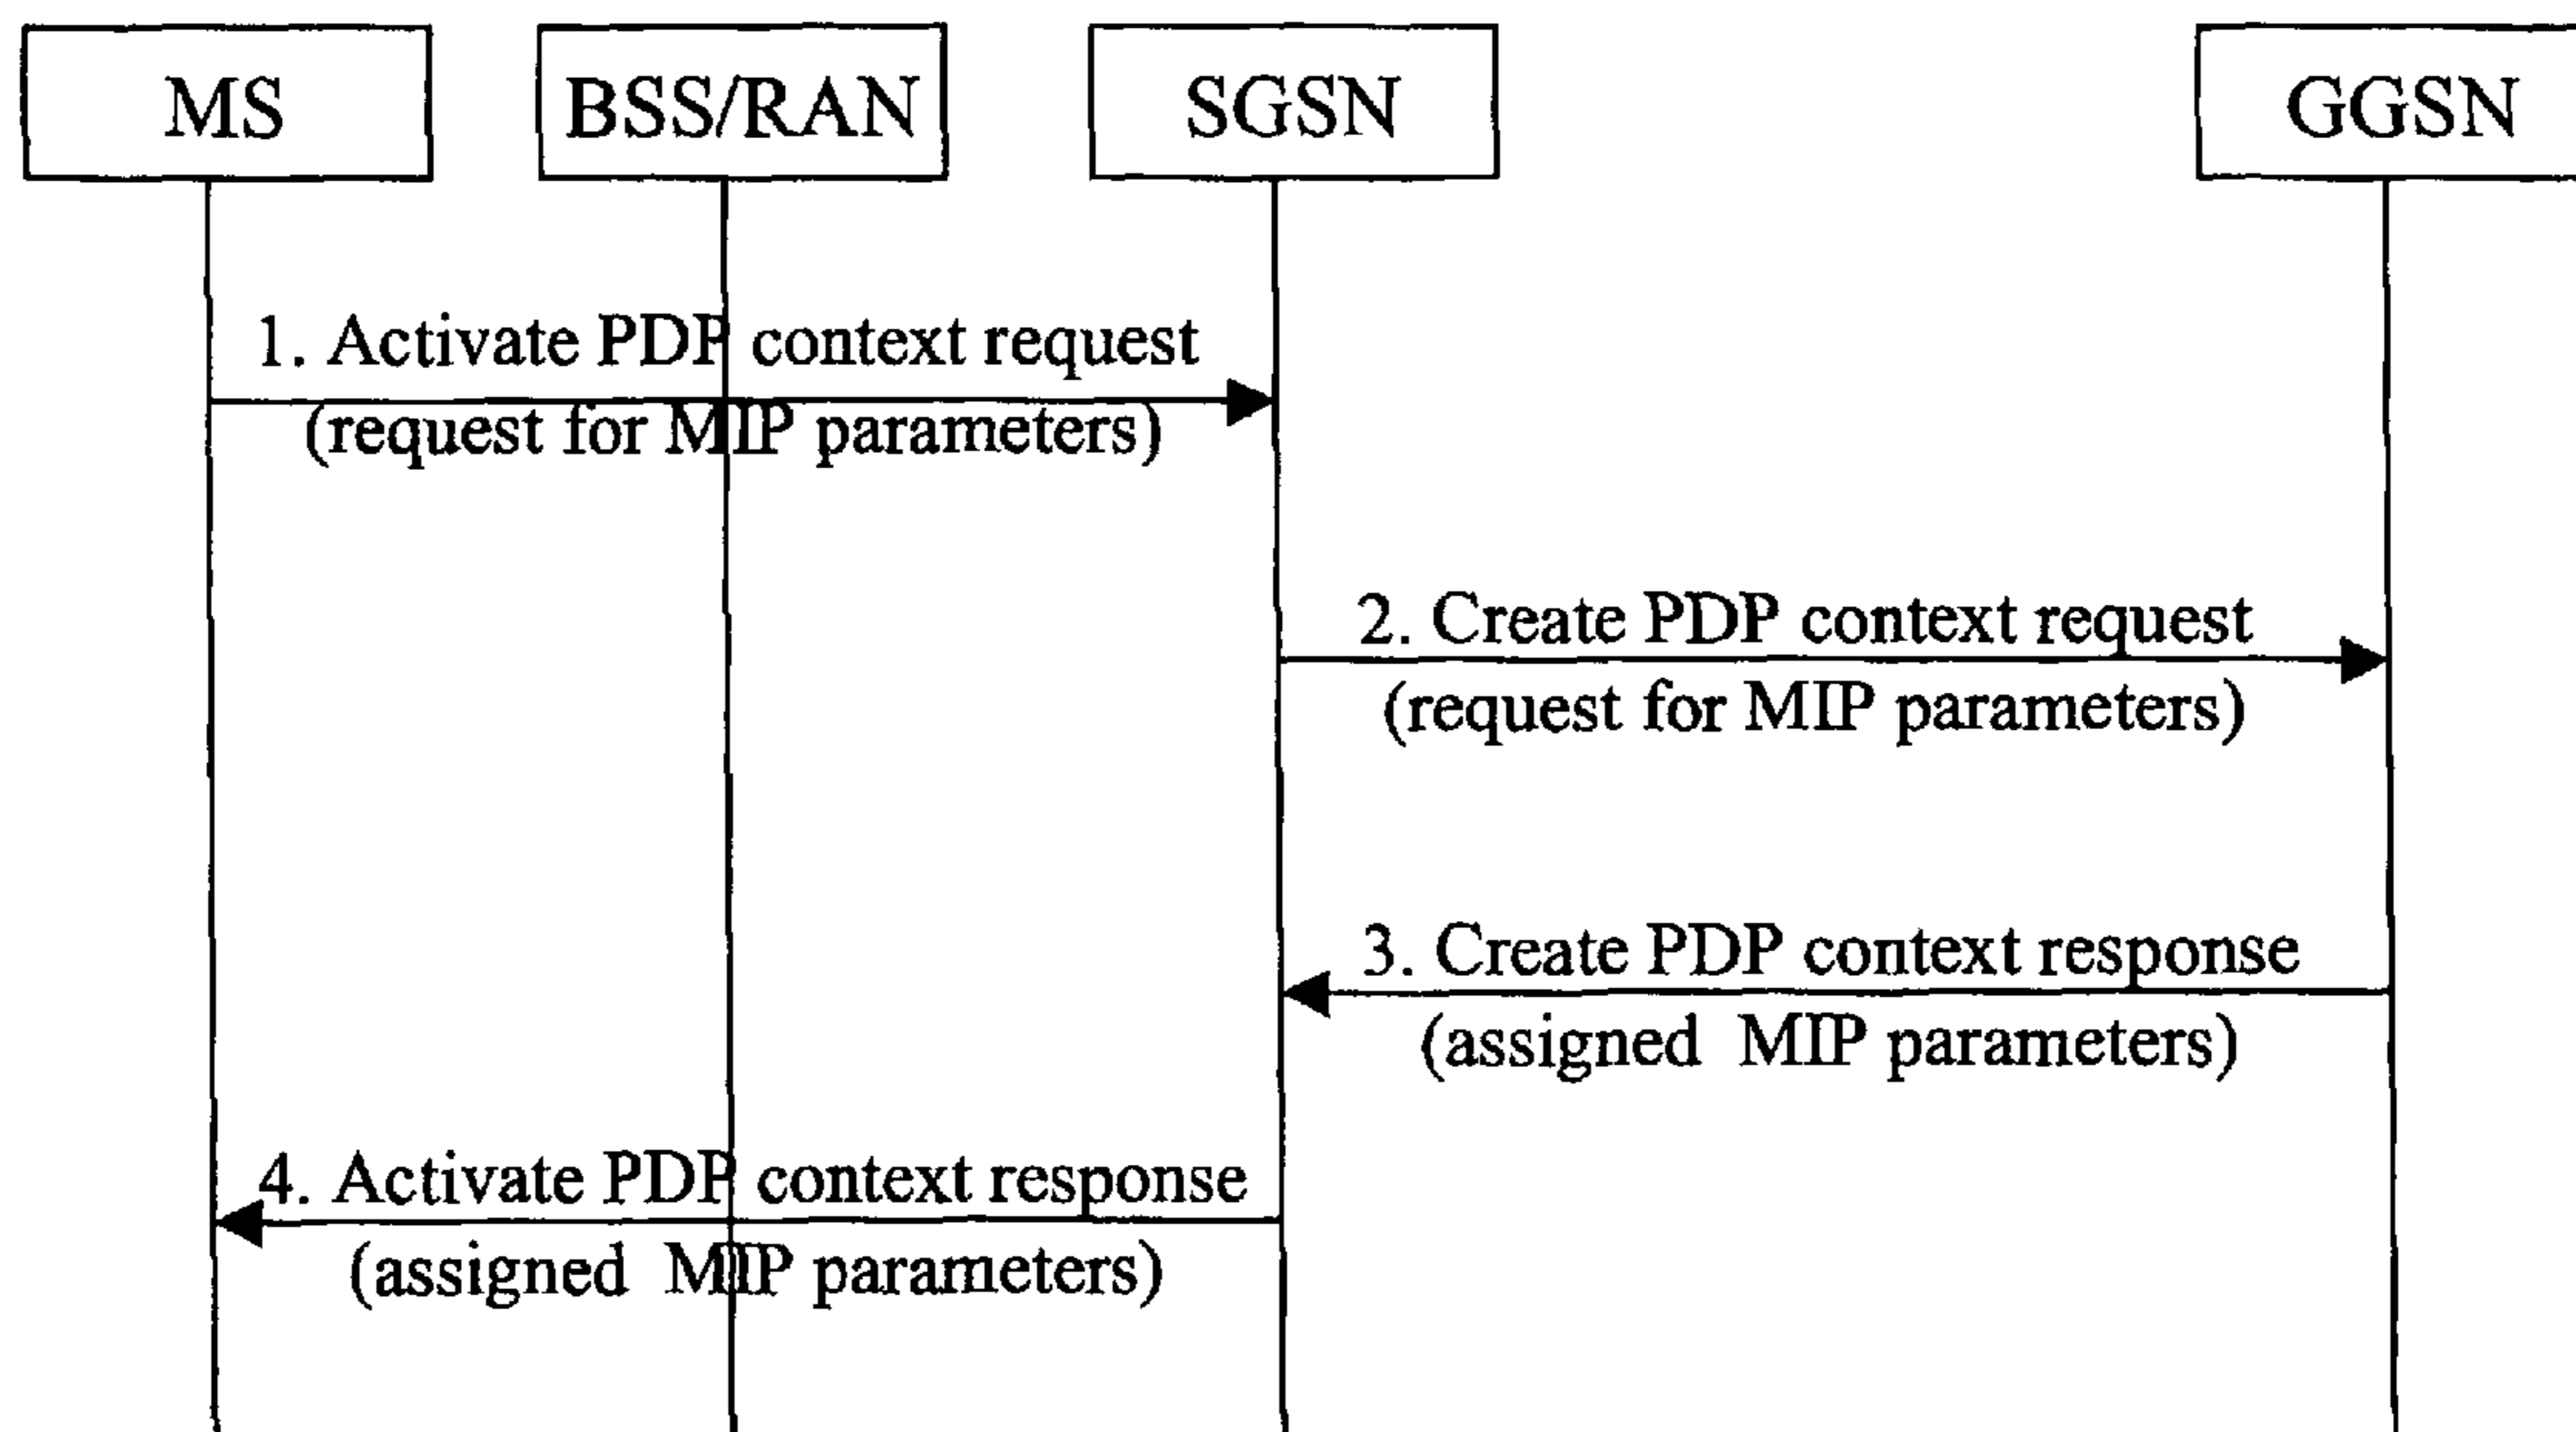 MS
BSS/RAN
SGSN
GGSN
1. Activate PDP context request
(request for MIP parameters)
2. Create PDP context request
(request for MIP parameters)
3. Create PDP context response
(assigned MIP parameters)
4. Activate PDP context response
(assigned MIP parameters)